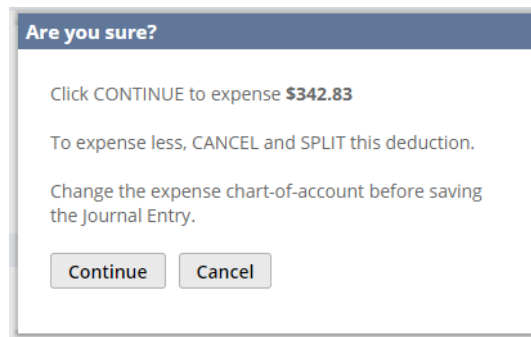 Are you sure?
Click CONTINUE to expense $342.83
To expense less, CANCEL and SPLIT this deduction.
Change the expense chart-of-account before saving
the Journal Entry.
Continue Cancel